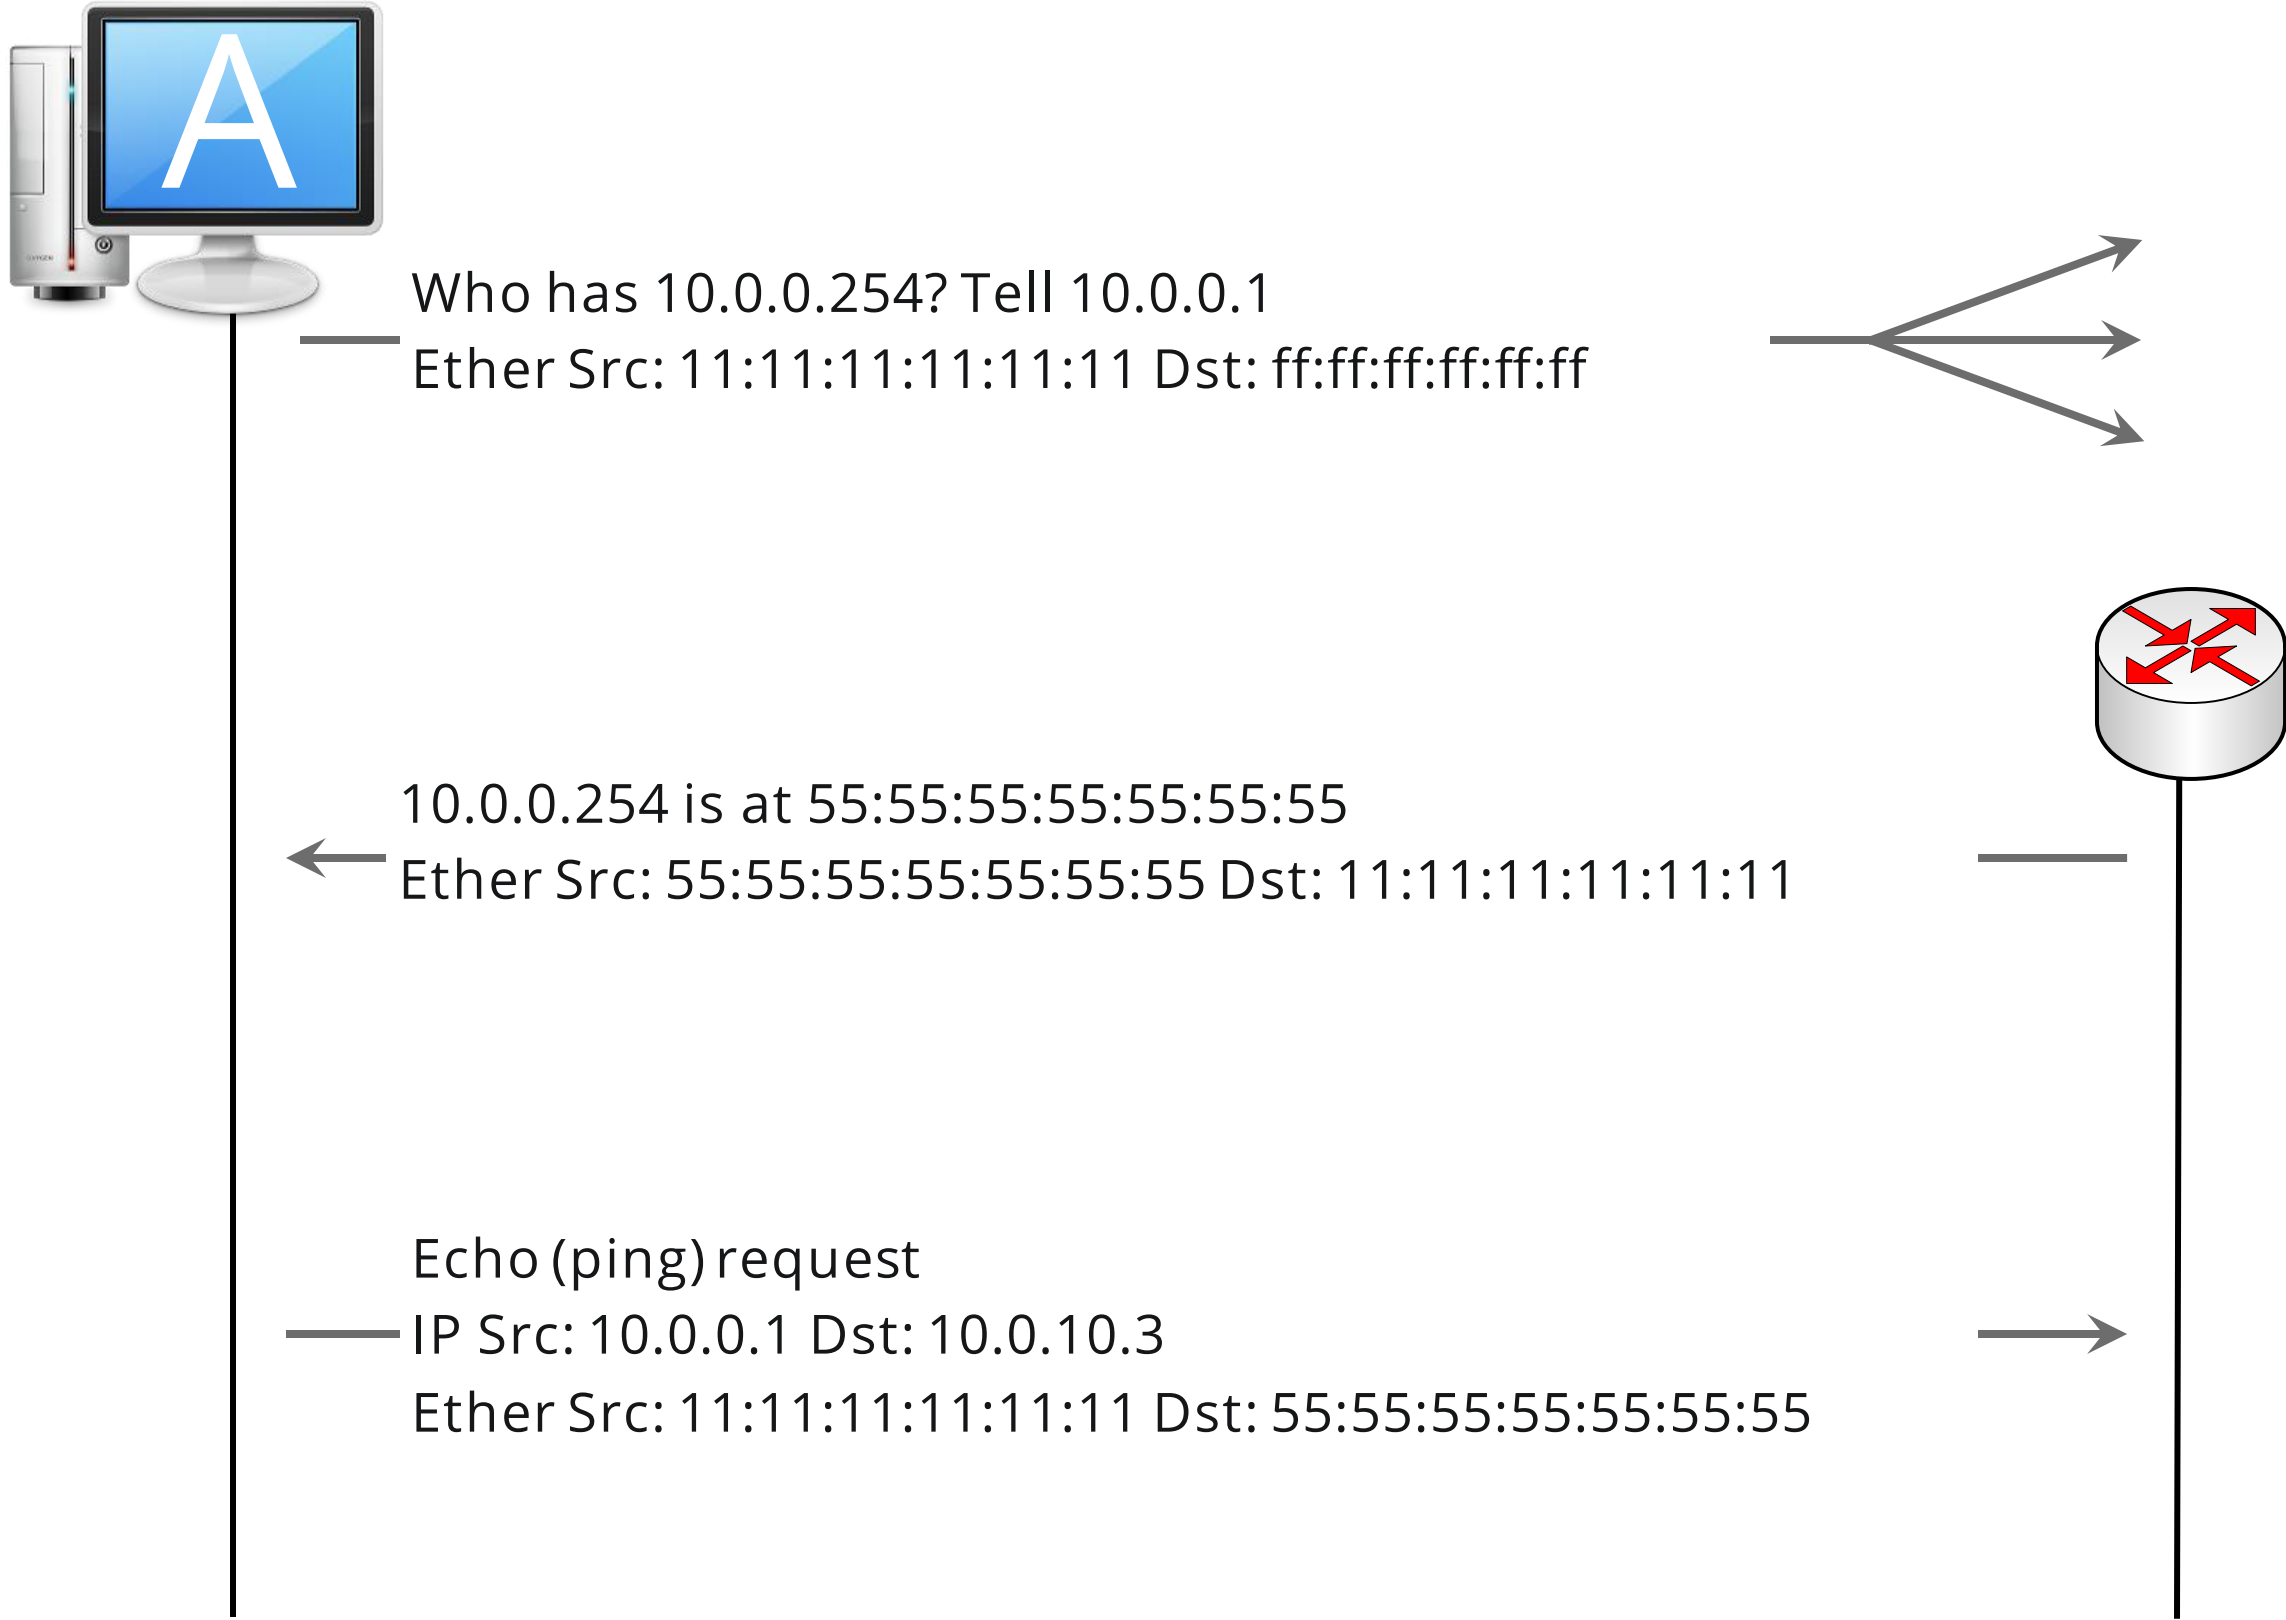 A
Who has 10.0.0.254? Tell 10.0.0.1
Ether Src: 11:11:11:11:11:11 Dst: ff:ff:ff:ff:ff:ff
10.0.0.254 is at 55:55:55:55:55:55:55
Ether Src: 55:55:55:55:55:55:55 Dst: 11:11:11:11:11:11
Echo (ping) request
IP Src: 10.0.0.1 Dst: 10.0.10.3
Ether Src: 11:11:11:11:11:11 Dst: 55:55:55:55:55:55:55